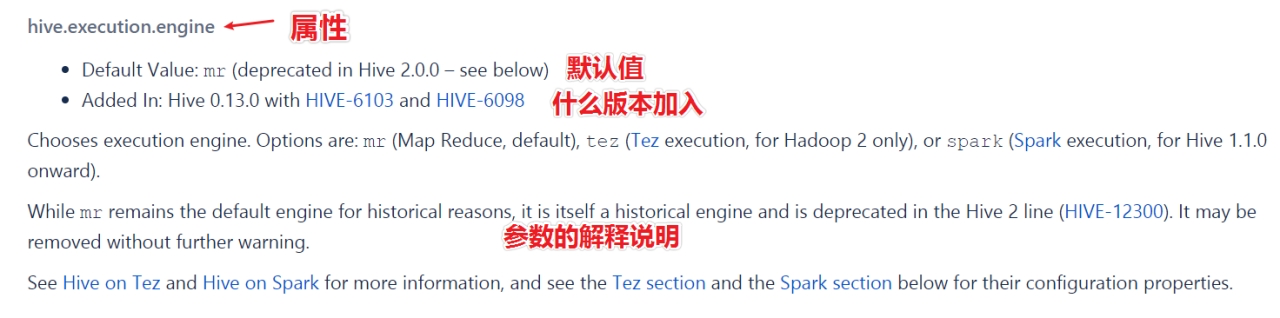 hive.execution.engine 属性
• Default Value: mr (deprecated in Hive 2.0.0 – see below) 默认值
• Added In: Hive 0.13.0 with HIVE-6103 and HIVE-6098 什么版本加入
Chooses execution engine. Options are: mr (Map Reduce, default), tez (Tez execution, for Hadoop 2 only), or spark (Spark execution, for Hive 1.1.0
onward).
While mr remains the default engine for historical reasons, it is itself a historical engine and is deprecated in the Hive 2 line (HIVE-12300). It may be
removed without further warning. 参数的解释说明
See Hive on Tez and Hive on Spark for more information, and see the Tez section and the Spark section below for their configuration properties.